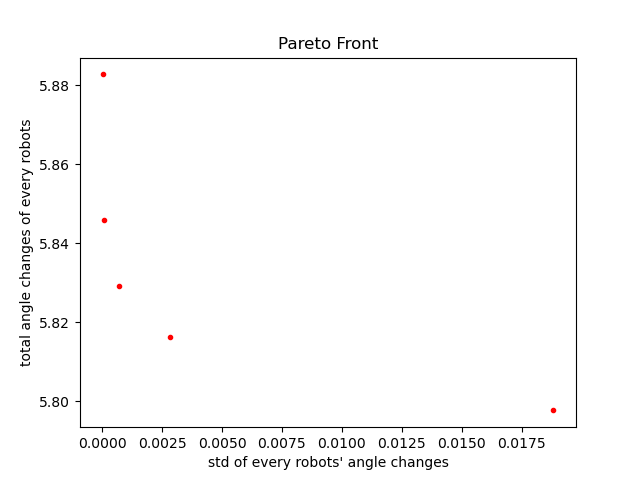 Pareto Front
5.88
5.86
5.84
5.82
5.80
total angle changes of every robots
0.0000 0.0025 0.0050 0.0075 0.0100 0.0125 0.0150 0.0175
std of every robots' angle changes